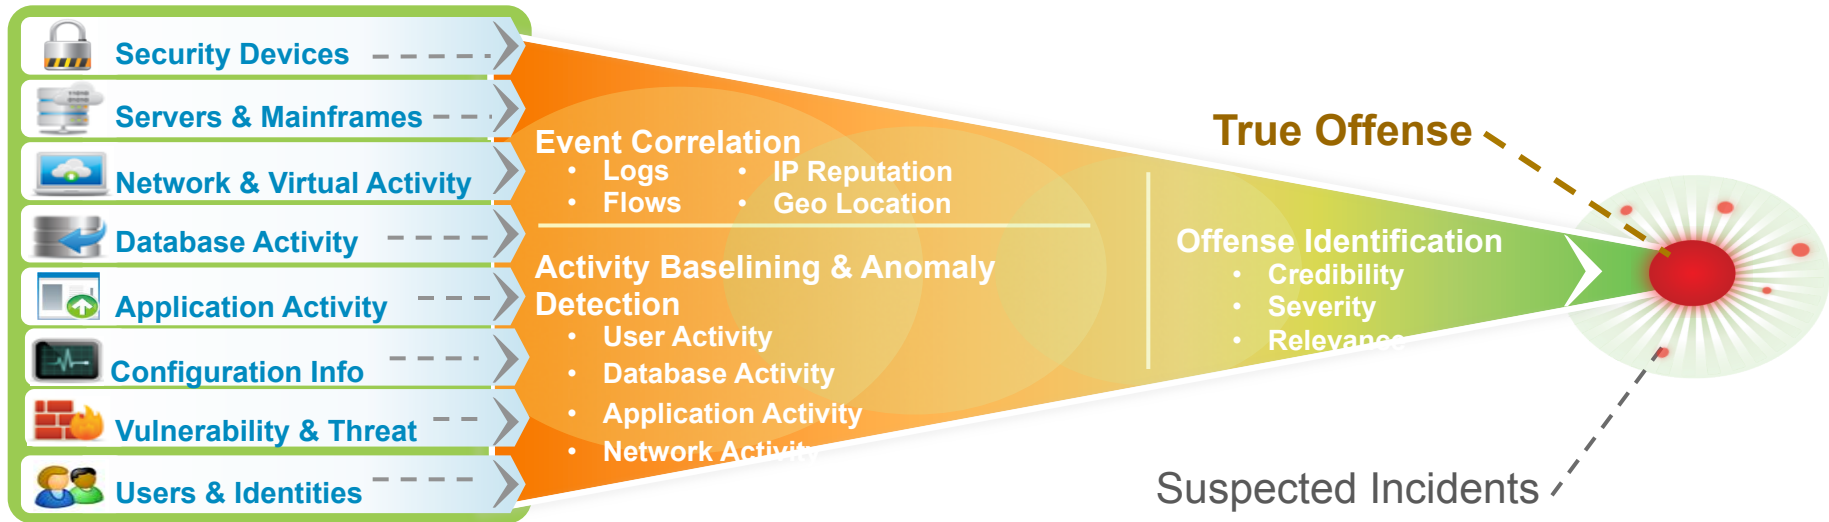 Security Devices
Servers & Mainframes
Network & Virtual Activity
Database Activity
Application Activity
Configuration Info
Vulnerability & Threat
Users & Identities
Event Correlation
• Logs
• Flows
• IP Reputation
• Geo Location
Activity Baselining & Anomaly
Detection
• User Activity
• Database Activity
• Application Activity
• Network Activity
Offense Identification
• Credibility
• Severity
• Relevance
True Offense
Suspected Incidents